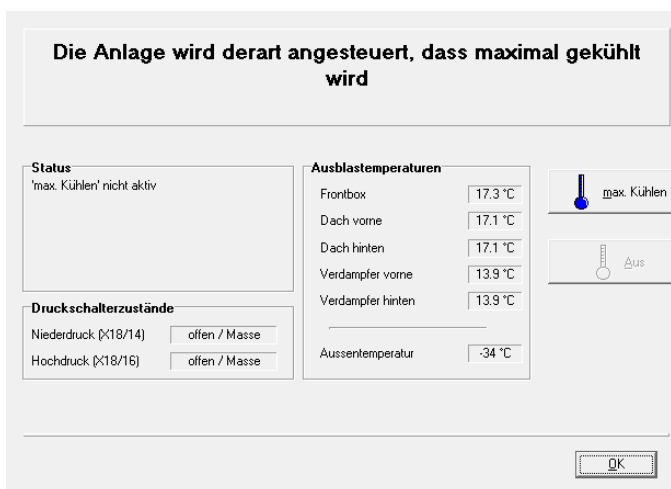 Die Anlage wird derart angesteuert, dass maximal gekühlt
wird
Status
'max. Kühlen' nicht aktiv
Druckschalterzustände
Niederdruck (X18/14) offen / Masse
Hochdruck (X18/16) offen / Masse
Ausblastemperaturen
Frontbox 17.3 °C
Dach vorne 17.1 °C
Dach hinten 17.1 °C
Verdampfer vorne 13.9 °C
Verdampfer hinten 13.9 °C
Aussentemperatur -34 °C
max. Kühlen
Aus
OK